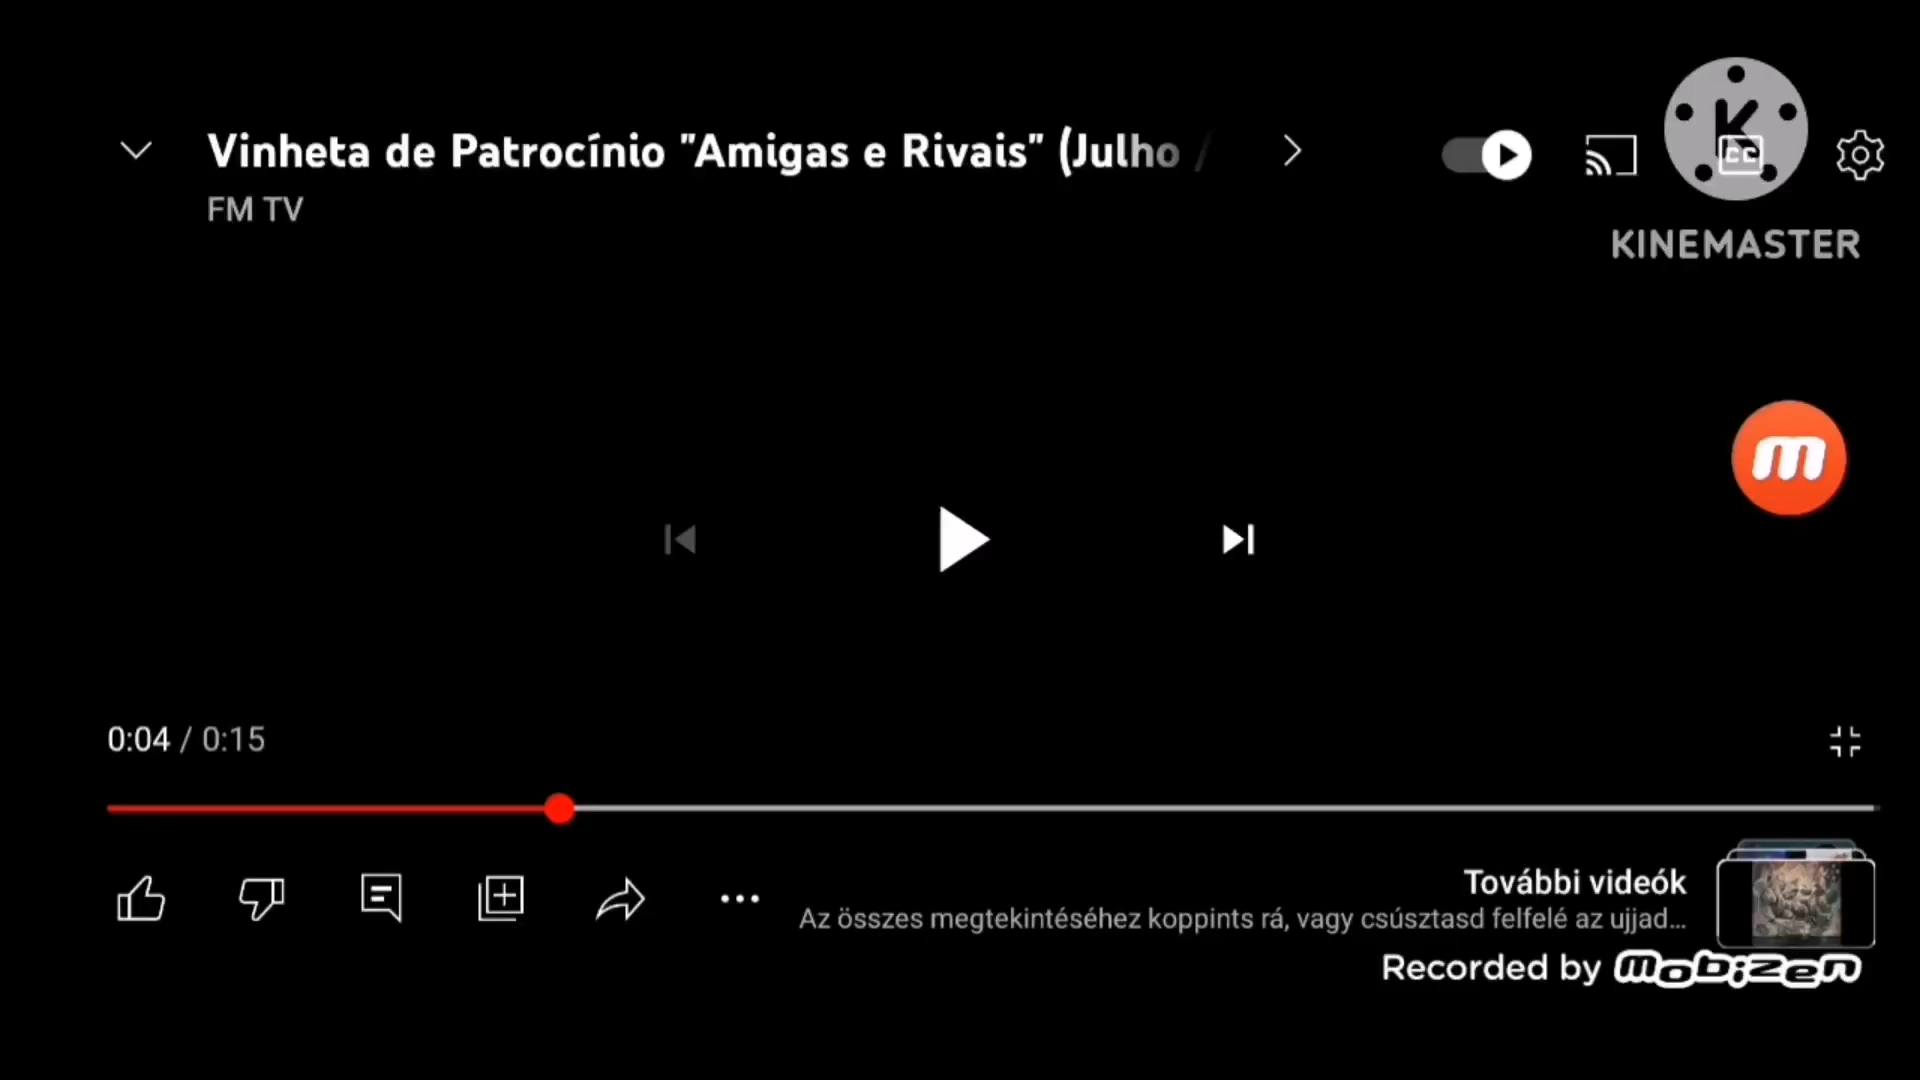 Vinheta de Patrocínio "Amigas e Rivais" (Julho /
FM TV
K
CC
KINEMASTER
m
0:04 / 0:15
További videók
Az összes megtekintéséhez koppints rá, vagy csúsztasd felfelé az ujjad...
Recorded by mobizen